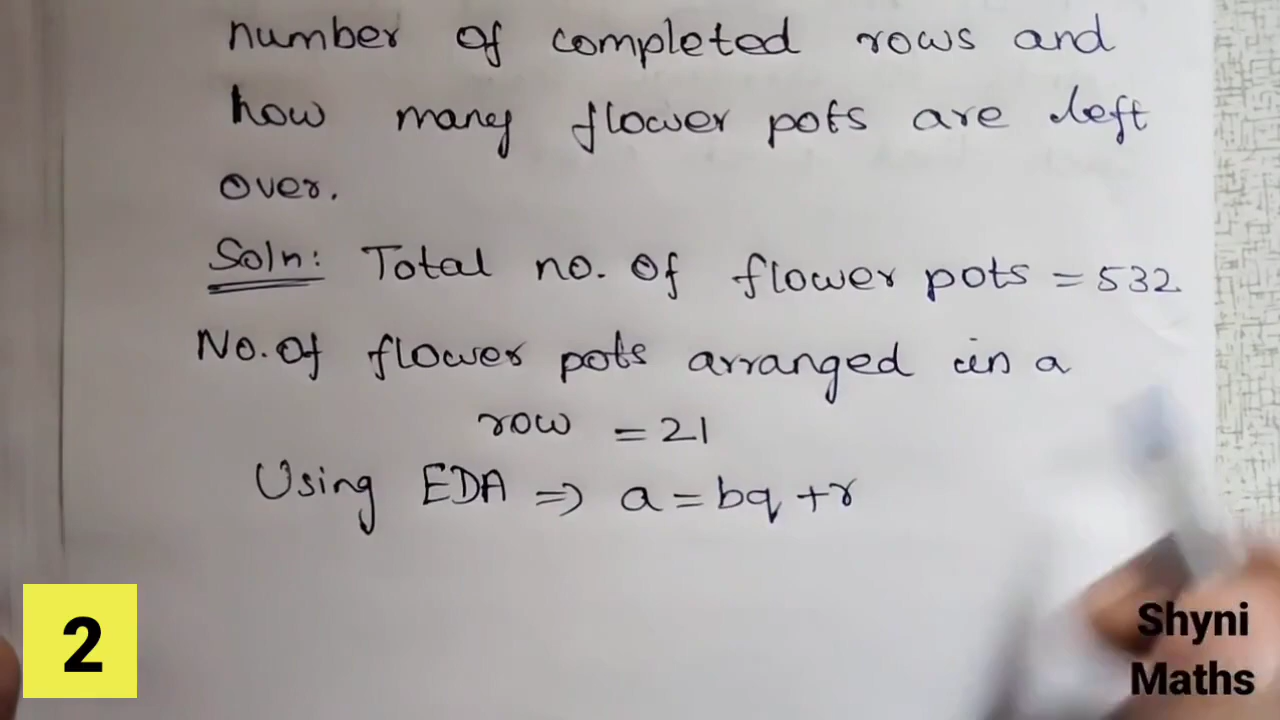 number of completed rows and
how many flower pots are left
over.
Soln: Total no. of flower pots = 532
No. of flower pots arranged in a
row = 21
Using EDA ⇒ a = bq + r
2
Shyni
Maths